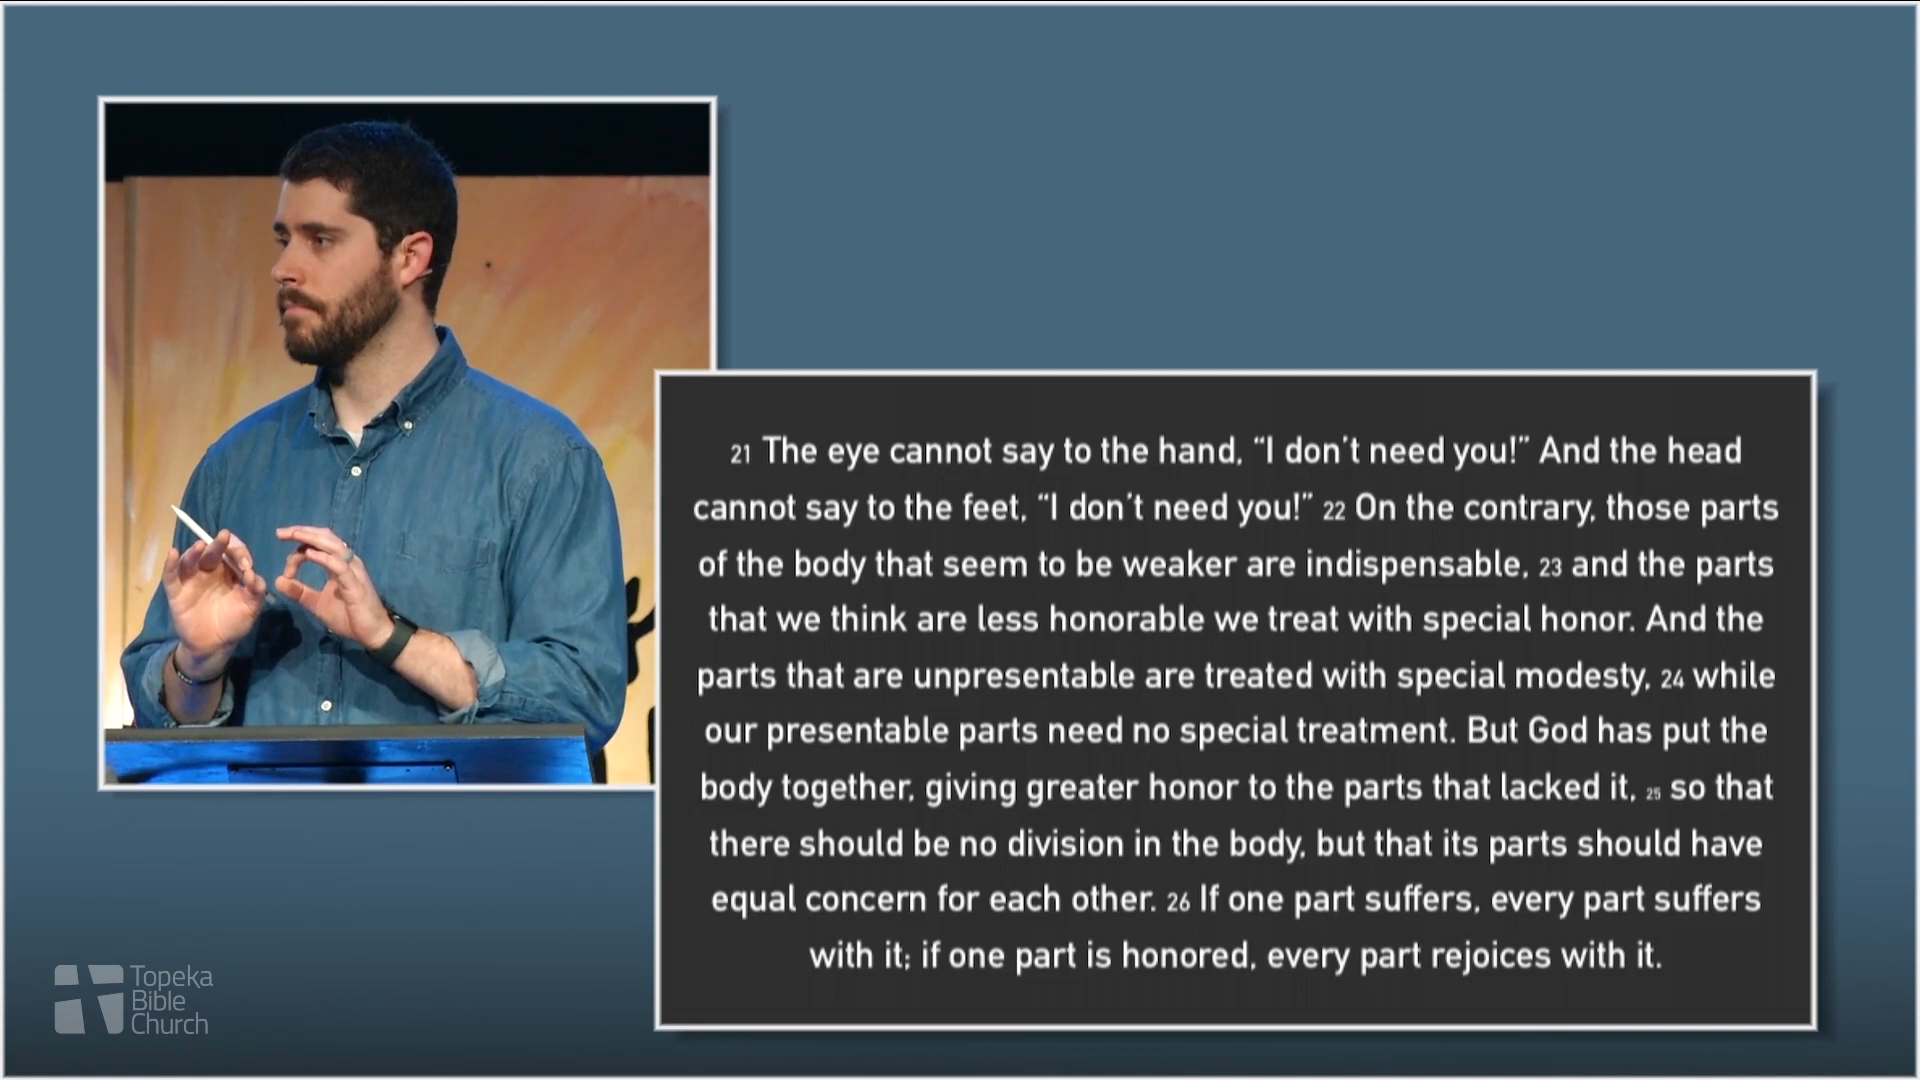 21 The eye cannot say to the hand, “I don’t need you!” And the head
cannot say to the feet, “I don’t need you!” 22 On the contrary, those parts
of the body that seem to be weaker are indispensable, 23 and the parts
that we think are less honorable we treat with special honor. And the
parts that are unpresentable are treated with special modesty, 24 while
our presentable parts need no special treatment. But God has put the
body together, giving greater honor to the parts that lacked it, 25 so that
there should be no division in the body, but that its parts should have
equal concern for each other. 26 If one part suffers, every part suffers
with it; if one part is honored, every part rejoices with it.
Topeka
Bible
Church